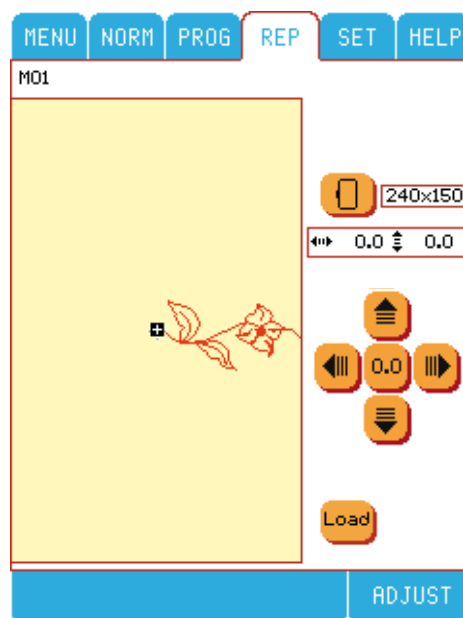 MENU NORM PROG REP SET HELP
M01
240x150
0.0 0.0
0.0
Load
ADJUST